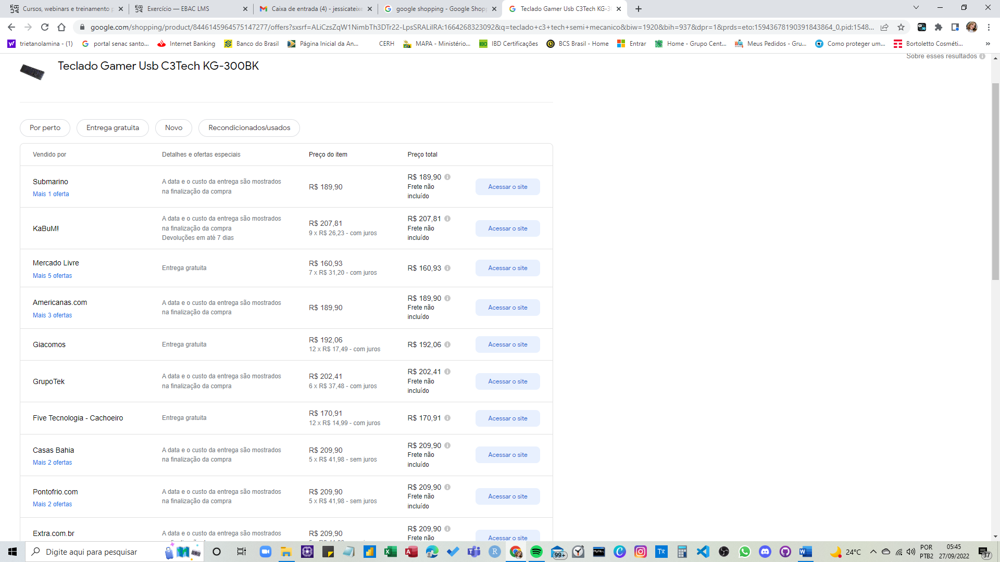 Cursos, webinars e treinamento p
Exercício — EBAC LMS
Caixa de entrada (4) - jessicateixe
google shopping - Google Shopp
Teclado Gamer Usb C3Tech KG-30
google.com/shopping/product/8446145964575147277/offers?sxsrf=ALiCzsZqW1NimbTh3DTr22-LpsSRALiIRA:1664268323092&q=teclado+c3+tech+semi+mecanico&biw=1920&bih=937&dpr=1&prds=eto:15943678190391843864_0,pid:1548...
trietanolamina - (1)
portal senac santo...
Internet Banking
Banco do Brasil
Página Inicial da An...
CERH
MAPA - Ministério...
IBD Certificações
BCS Brasil - Home
Entrar
Home - Grupo Cent...
Meus Pedidos - Gru...
Como proteger um...
Bortoletto Cosméti...
»
Sobre esses resultados
Teclado Gamer Usb C3Tech KG-300BK
Por perto
Entrega gratuita
Novo
Recondicionados/usados
Vendido por
Detalhes e ofertas especiais
Preço do item
Preço total
Submarino
Mais 1 oferta
A data e o custo da entrega são mostrados
na finalização da compra
R$ 189,90
R$ 189,90
Frete não
incluído
Acessar o site
KaBuM!
A data e o custo da entrega são mostrados
na finalização da compra
Devoluções em até 7 dias
R$ 207,81
9 x R$ 26,23 - com juros
R$ 207,81
Frete não
incluído
Acessar o site
Mercado Livre
Mais 5 ofertas
Entrega gratuita
R$ 160,93
7 x R$ 31,20 - com juros
R$ 160,93
Acessar o site
Americanas.com
Mais 3 ofertas
A data e o custo da entrega são mostrados
na finalização da compra
R$ 189,90
R$ 189,90
Frete não
incluído
Acessar o site
Giacomos
Entrega gratuita
R$ 192,06
12 x R$ 17,49 - com juros
R$ 192,06
Acessar o site
GrupoTek
A data e o custo da entrega são mostrados
na finalização da compra
R$ 202,41
6 x R$ 37,48 - com juros
R$ 202,41
Frete não
incluído
Acessar o site
Five Tecnologia - Cachoeiro
Entrega gratuita
R$ 170,91
12 x R$ 14,99 - com juros
R$ 170,91
Acessar o site
Casas Bahia
Mais 2 ofertas
A data e o custo da entrega são mostrados
na finalização da compra
R$ 209,90
5 x R$ 41,98 - sem juros
R$ 209,90
Frete não
incluído
Acessar o site
Pontofrio.com
Mais 2 ofertas
A data e o custo da entrega são mostrados
na finalização da compra
R$ 209,90
5 x R$ 41,98 - sem juros
R$ 209,90
Frete não
incluído
Acessar o site
Extra.com.br
A data e o custo da entrega são mostrados
R$ 209,90
R$ 209,90
Frete não
Acessar o site
Digite aqui para pesquisar
99+
24°C
POR
PTB2
05:45
27/09/2022
37